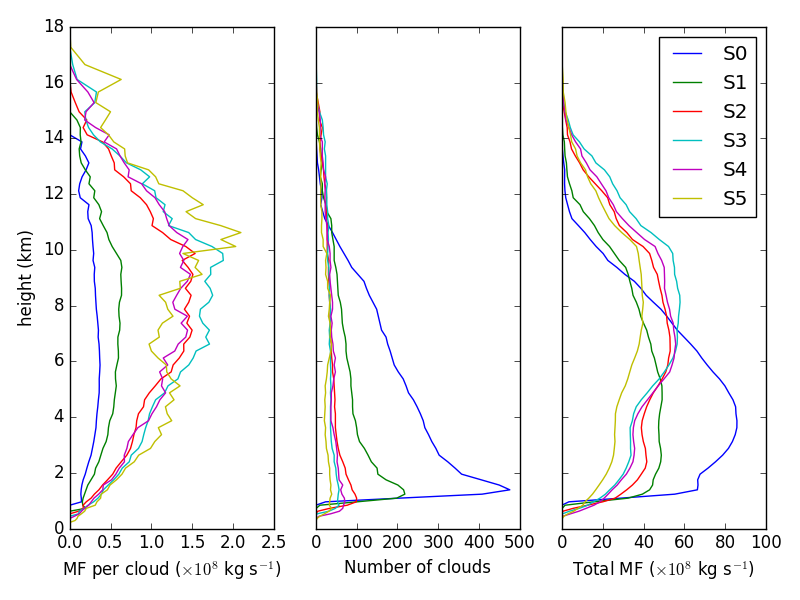 18
16
14
12
10
8
6
4
2
0
height (km)
0.0 0.5 1.0 1.5 2.0 2.5
MF per cloud (×10⁸ kg s⁻¹)
0 100 200 300 400 500
Number of clouds
0 20 40 60 80 100
Total MF (×10⁸ kg s⁻¹)
S0
S1
S2
S3
S4
S5